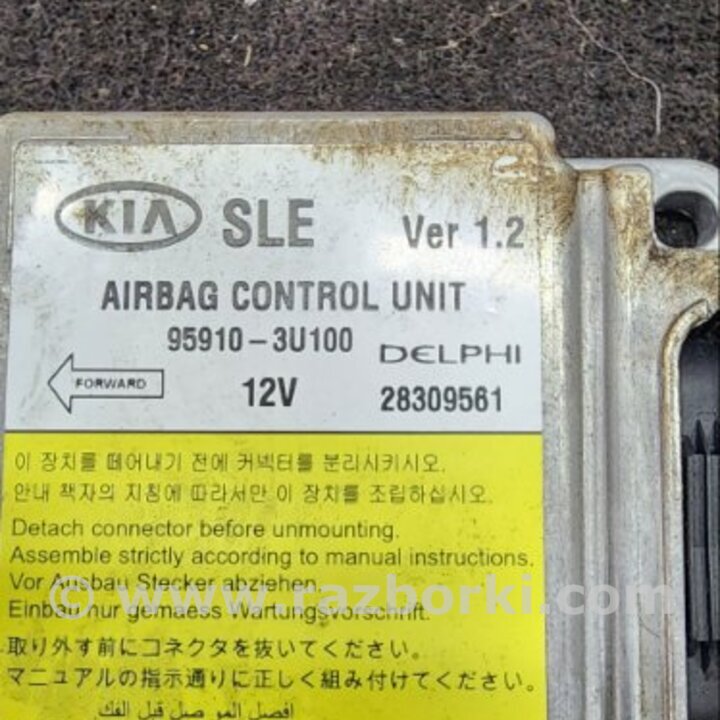 KIA SLE Ver 1.2
AIRBAG CONTROL UNIT
95910-3U100 DELPHI
FORWARD 12V 28309561
이 장치를 떼어내기 전에 커넥터를 분리시키시오.
안내 책자의 지침에 따라서만 이 장치를 조립하십시오.
Detach connector before unmounting.
Assemble strictly according to manual instructions.
Vor Ausbau Stecker abziehen.
© www.razborki.com
Einbau nur gemaess Wartungsvorschrift.
取り外す前にコネクタを抜いてください。
マニュアルの指示通りに正しく組み付けてください。
افصل الموصل قبل الفك